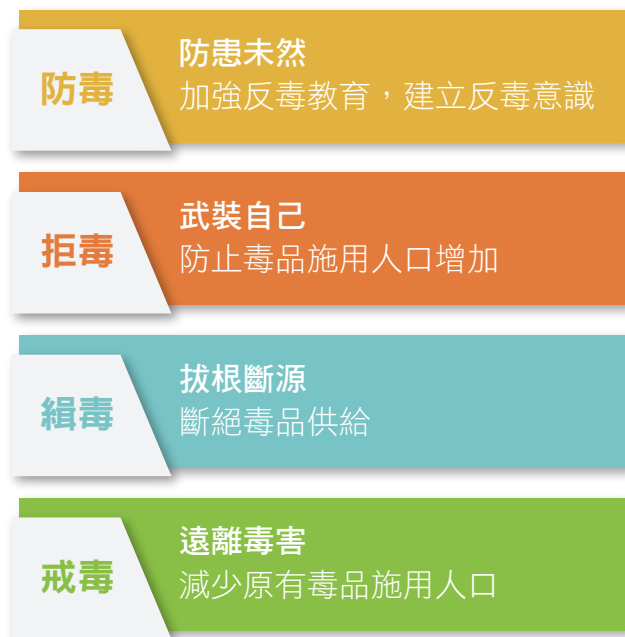 防毒
防患未然
加強反毒教育，建立反毒意識
拒毒
武裝自己
防止毒品施用人口增加
緝毒
拔根斷源
斷絕毒品供給
戒毒
遠離毒害
減少原有毒品施用人口